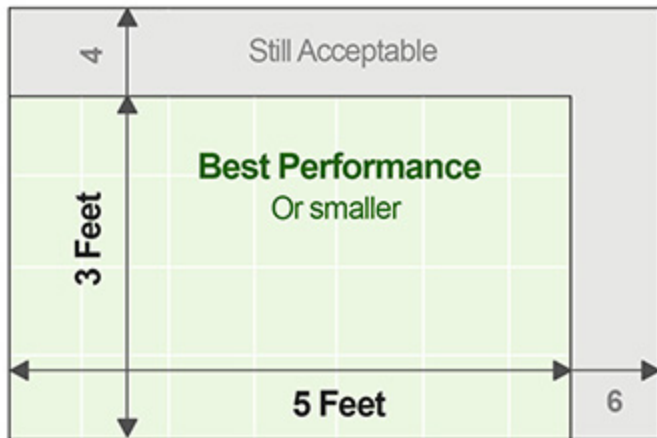 4
Still Acceptable
Best Performance
Or smaller
3 Feet
5 Feet
6